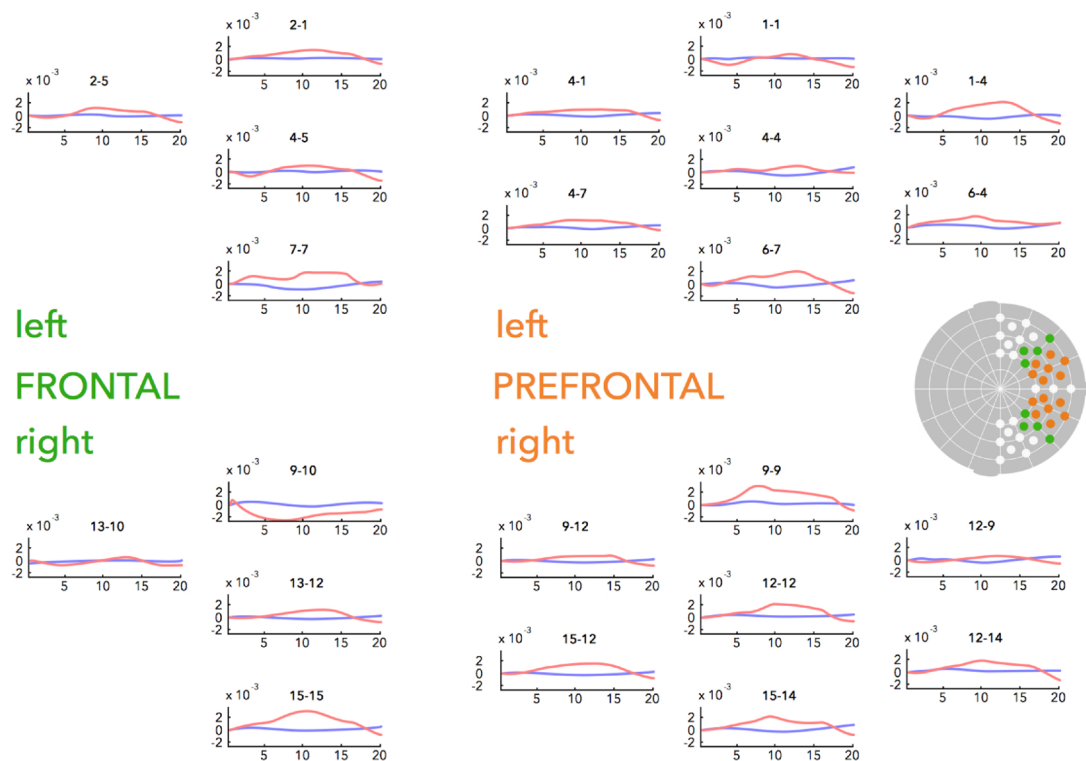 x 10⁻³ 2-1
2
0
-2
5 10 15 20
x 10⁻³ 1-1
2
0
-2
5 10 15 20
x 10⁻³ 2-5
2
0
-2
5 10 15 20
x 10⁻³ 4-1
2
0
-2
5 10 15 20
x 10⁻³ 1-4
2
0
-2
5 10 15 20
x 10⁻³ 4-5
2
0
-2
5 10 15 20
x 10⁻³ 4-4
2
0
-2
5 10 15 20
x 10⁻³ 4-7
2
0
-2
5 10 15 20
x 10⁻³ 6-4
2
0
-2
5 10 15 20
x 10⁻³ 7-7
2
0
-2
5 10 15 20
x 10⁻³ 6-7
2
0
-2
5 10 15 20
left
FRONTAL
right
left
PREFRONTAL
right
x 10⁻³ 9-10
2
0
-2
5 10 15 20
x 10⁻³ 9-9
2
0
-2
5 10 15 20
x 10⁻³ 13-10
2
0
-2
5 10 15 20
x 10⁻³ 9-12
2
0
-2
5 10 15 20
x 10⁻³ 12-9
2
0
-2
5 10 15 20
x 10⁻³ 13-12
2
0
-2
5 10 15 20
x 10⁻³ 12-12
2
0
-2
5 10 15 20
x 10⁻³ 15-12
2
0
-2
5 10 15 20
x 10⁻³ 12-14
2
0
-2
5 10 15 20
x 10⁻³ 15-15
2
0
-2
5 10 15 20
x 10⁻³ 15-14
2
0
-2
5 10 15 20